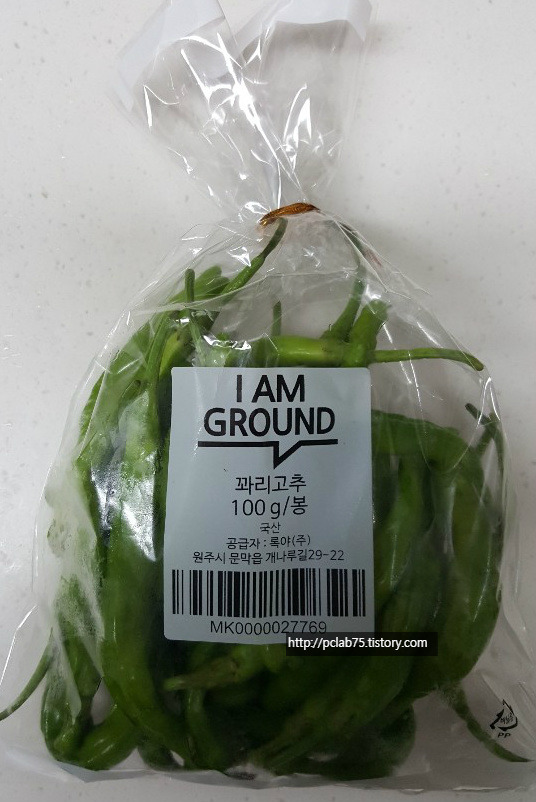 I AM
GROUND
꽈리고추
100g/봉
국산
공급자 : 록야(주)
원주시 문막읍 개나루길29-22
MK0000027769
http://pclab75.tistory.com
PP